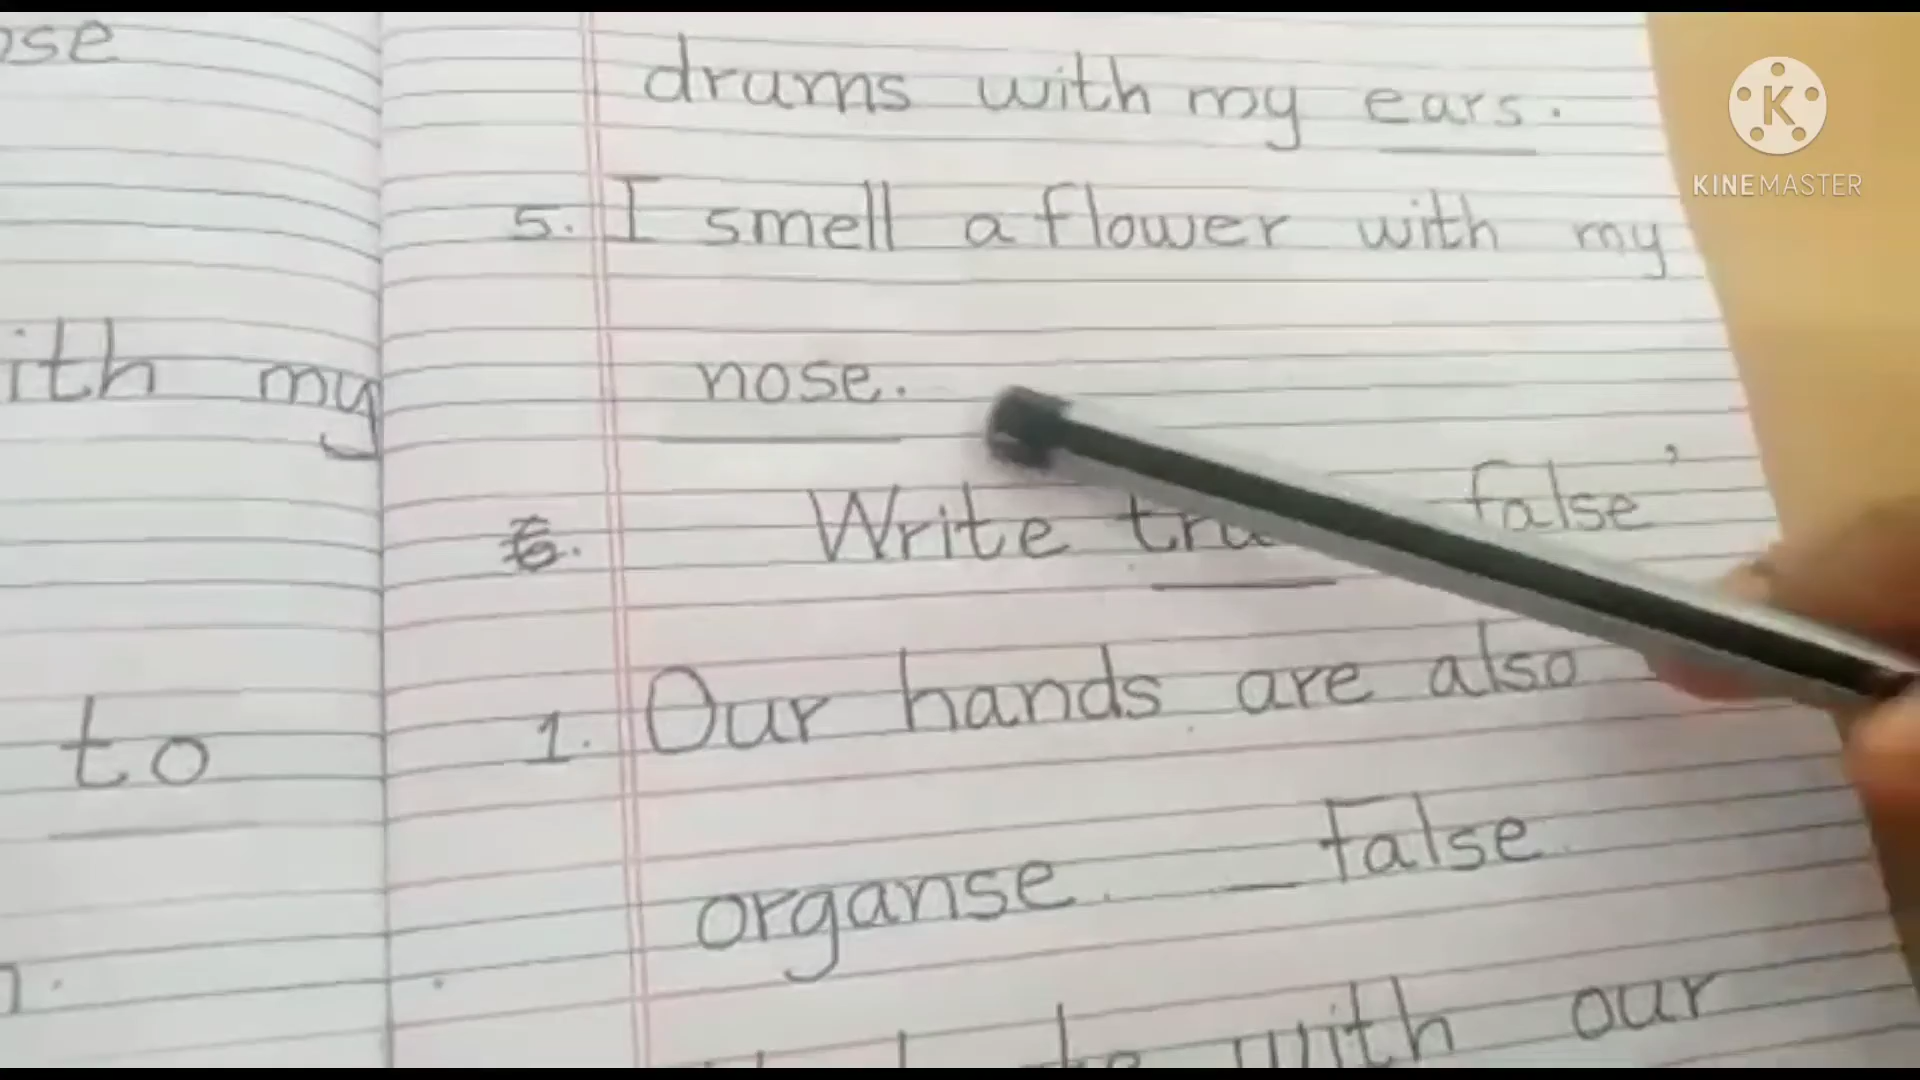 ose
ith my
to
drums with my ears.
5. I smell a flower with my
nose.
Write false'
1. Our hands are also
organse false
with our
KINEMASTER